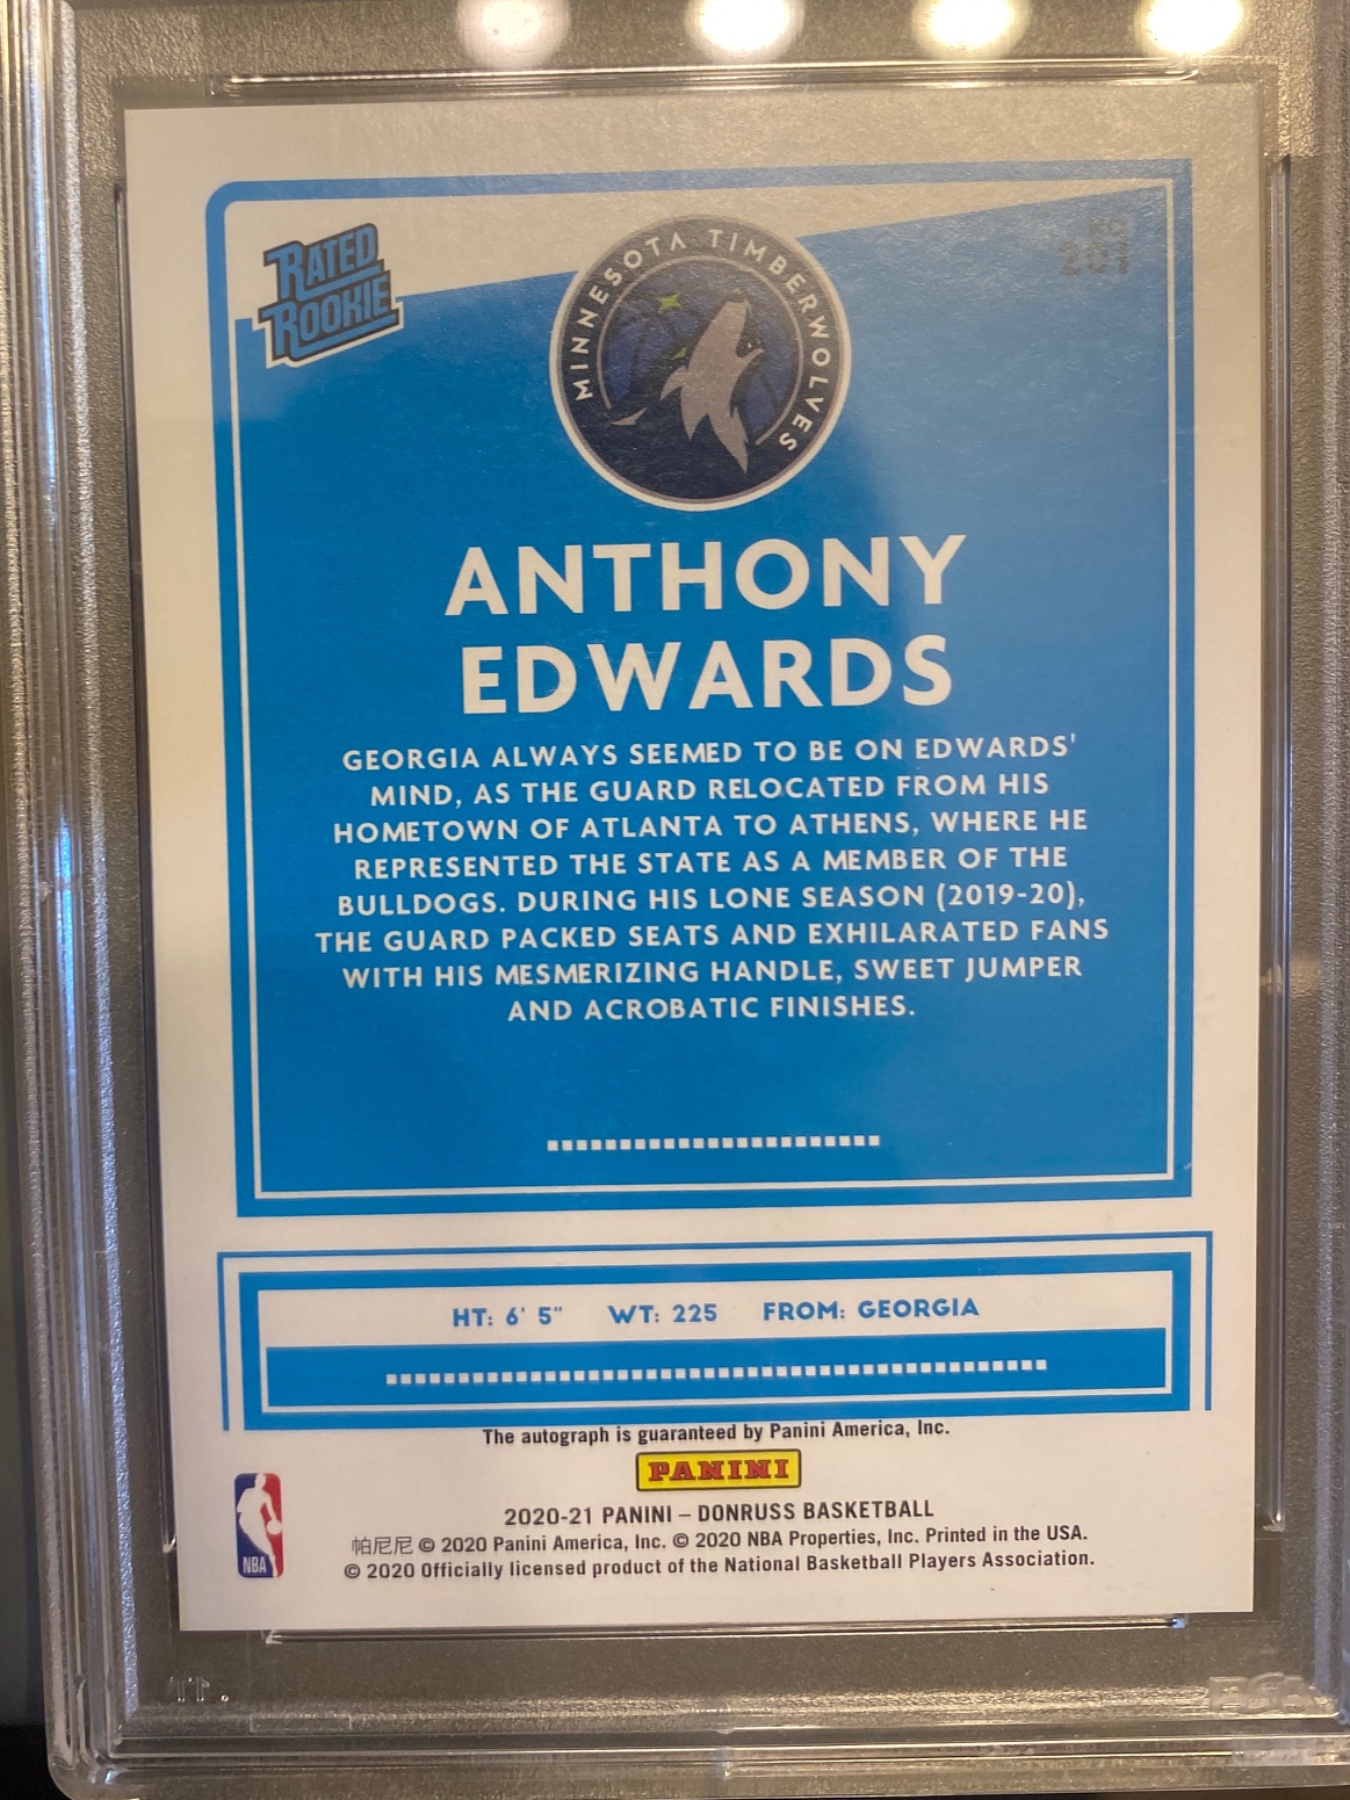 RATED
ROOKIE
MINNESOTA TIMBERWOLVES
NO
201
ANTHONY
EDWARDS
GEORGIA ALWAYS SEEMED TO BE ON EDWARDS'
MIND, AS THE GUARD RELOCATED FROM HIS
HOMETOWN OF ATLANTA TO ATHENS, WHERE HE
REPRESENTED THE STATE AS A MEMBER OF THE
BULLDOGS. DURING HIS LONE SEASON (2019-20),
THE GUARD PACKED SEATS AND EXHILARATED FANS
WITH HIS MESMERIZING HANDLE, SWEET JUMPER
AND ACROBATIC FINISHES.
HT: 6' 5" WT: 225 FROM: GEORGIA
The autograph is guaranteed by Panini America, Inc.
PANINI
2020-21 PANINI – DONRUSS BASKETBALL
帕尼尼 © 2020 Panini America, Inc. © 2020 NBA Properties, Inc. Printed in the USA.
© 2020 Officially licensed product of the National Basketball Players Association.
NBA